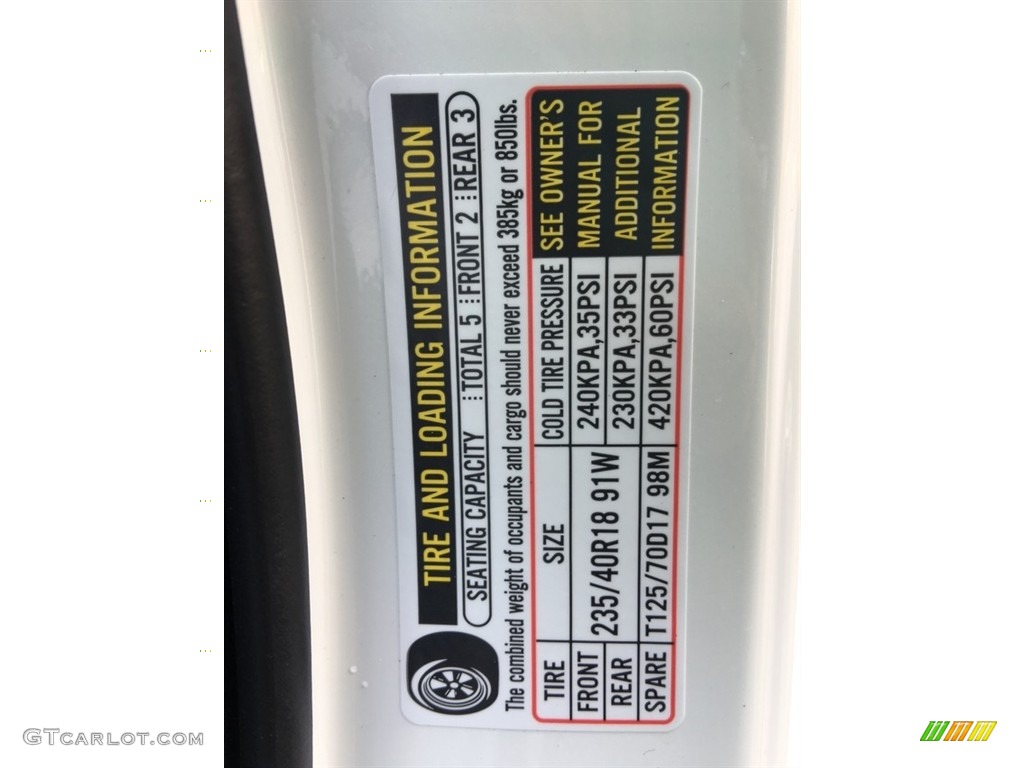 TIRE AND LOADING INFORMATION
SEATING CAPACITY TOTAL 5 FRONT 2 REAR 3
The combined weight of occupants and cargo should never exceed 385kg or 850lbs.
TIRE SIZE COLD TIRE PRESSURE SEE OWNER'S
FRONT 235/40R18 91W 240KPA,35PSI MANUAL FOR
REAR 230KPA,33PSI ADDITIONAL
SPARE T125/70D17 98M 420KPA,60PSI INFORMATION
GTCARLOT.COM